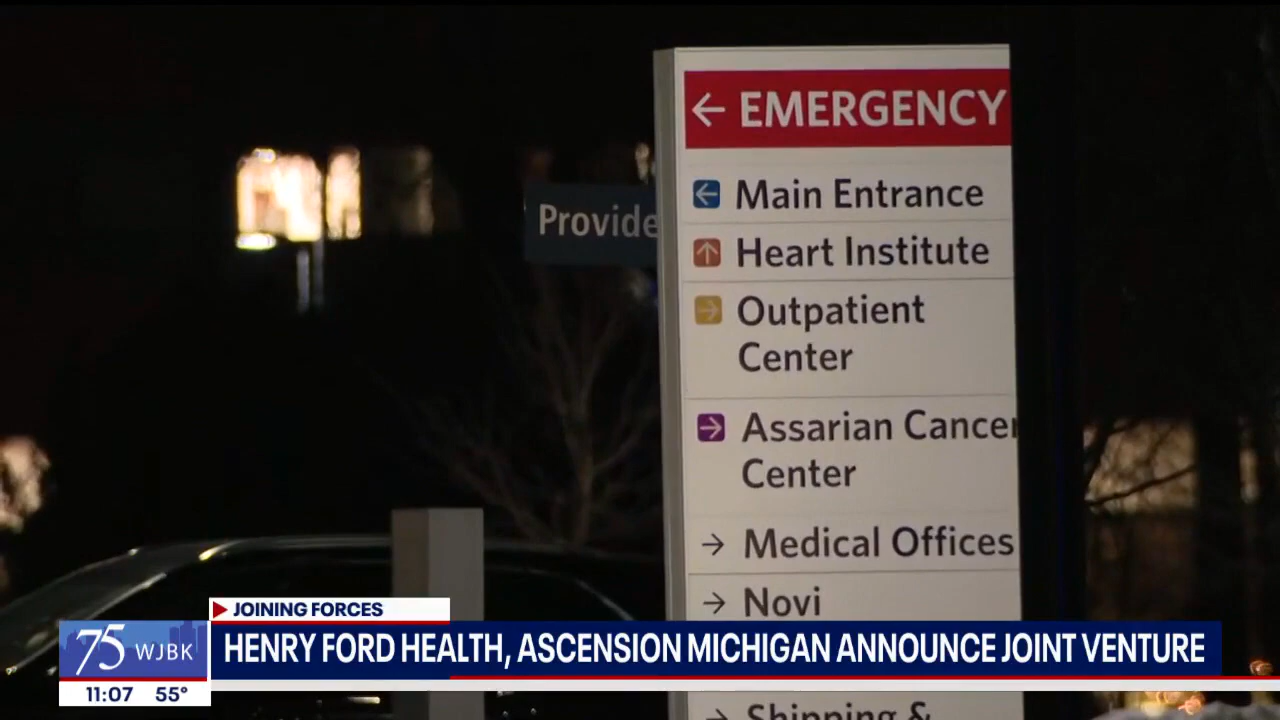 ← EMERGENCY
← Main Entrance
Provide
↑ Heart Institute
→ Outpatient
Center
→ Assarian Cancer
Center
→ Medical Offices
→ Novi
JOINING FORCES
75 WJBK
HENRY FORD HEALTH, ASCENSION MICHIGAN ANNOUNCE JOINT VENTURE
11:07 55°
→ Shipping &